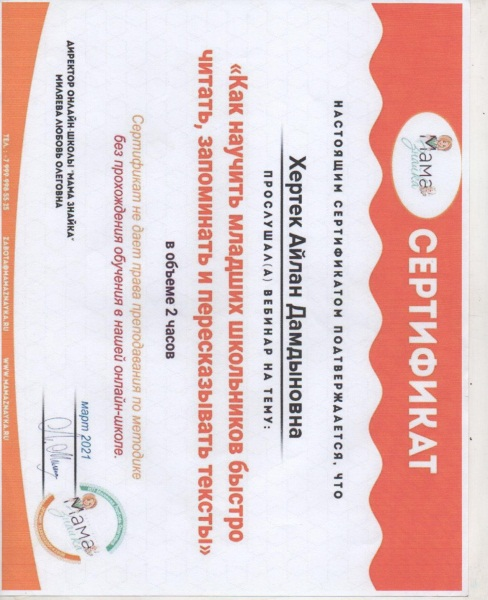 Мама
Знайка
СЕРТИФИКАТ
НАСТОЯЩИМ СЕРТИФИКАТОМ ПОДТВЕРЖДАЕТСЯ, ЧТО
Хертек Айлан Дамдыновна
ПРОСЛУШАЛ(А) ВЕБИНАР НА ТЕМУ:
«Как научить младших школьников быстро
читать, запоминать и пересказывать тексты»
в объеме 2 часов
Сертификат не дает права преподавания по методике
без прохождения обучения в нашей онлайн-школе.
ДИРЕКТОР ОНЛАЙН-ШКОЛЫ "МАМА ЗНАЙКА"
МИЛЯЕВА ЛЮБОВЬ ОЛЕГОВНА
март 2021
Мама
Знайка
ТЕЛ.: +7 999 998 55 15
ZABOTA@MAMAZNAYKA.RU
WWW.MAMAZNAYKA.RU